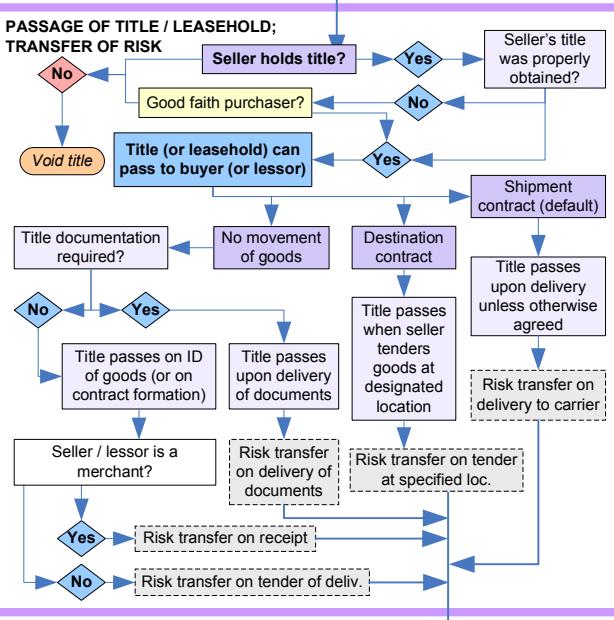 PASSAGE OF TITLE / LEASEHOLD;
TRANSFER OF RISK
Seller holds title?
Yes
Seller's title
was properly
obtained?
No
Good faith purchaser?
No
Void title
Title (or leasehold) can
pass to buyer (or lessor)
Yes
Shipment
contract (default)
Title documentation
required?
No movement
of goods
Destination
contract
Title passes
upon delivery
unless otherwise
agreed
No
Yes
Title passes
when seller
tenders
goods at
designated
location
Title passes on ID
of goods (or on
contract formation)
Title passes
upon delivery
of documents
Risk transfer on
delivery to carrier
Seller / lessor is a
merchant?
Risk transfer
on delivery of
documents
Risk transfer on tender
at specified loc.
Yes
Risk transfer on receipt
No
Risk transfer on tender of deliv.